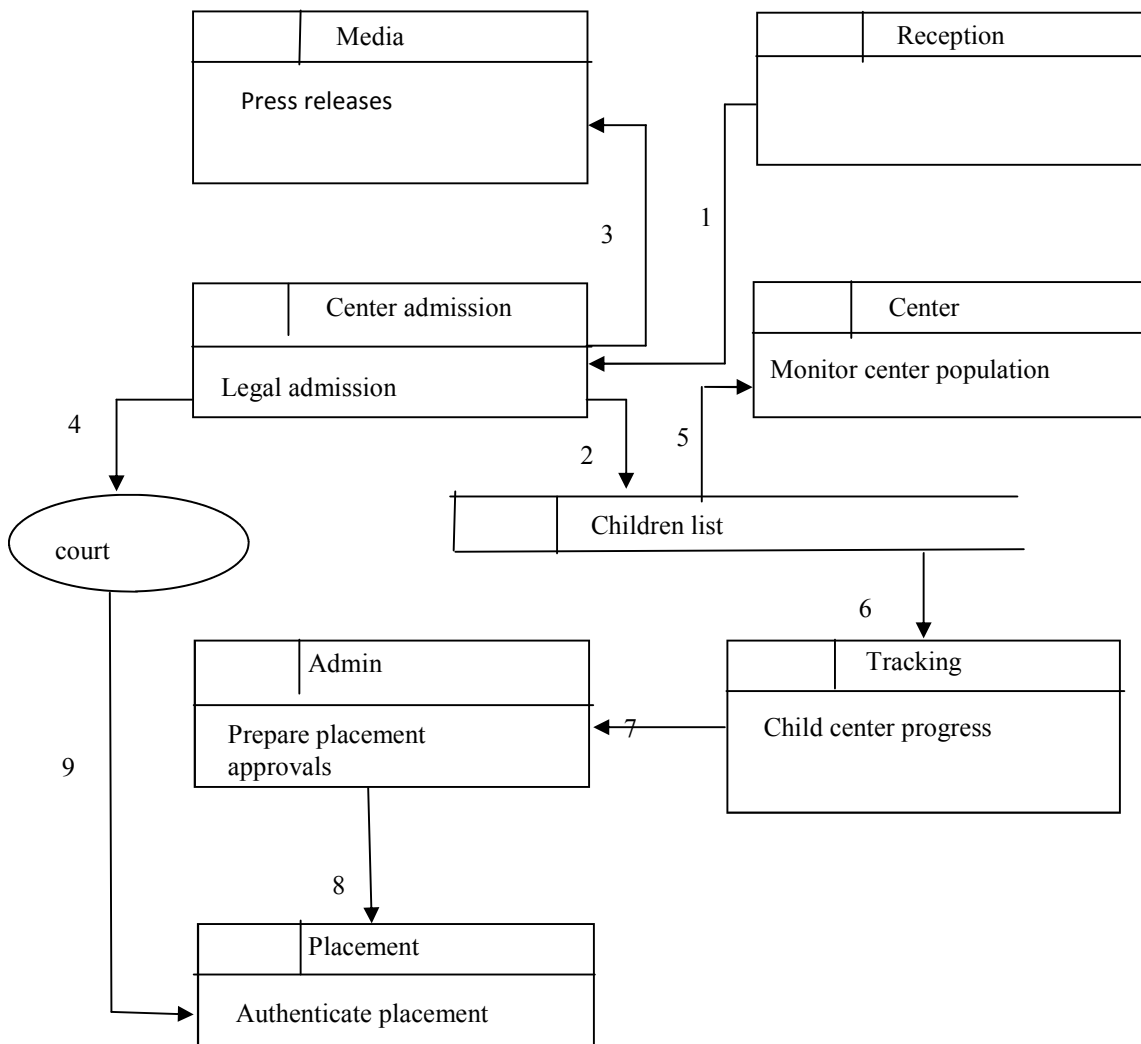 Media
Reception
Press releases
1
3
Center admission
Center
Legal admission
Monitor center population
4
5
2
Children list
court
6
Admin
Tracking
Prepare placement
approvals
7
Child center progress
9
8
Placement
Authenticate placement